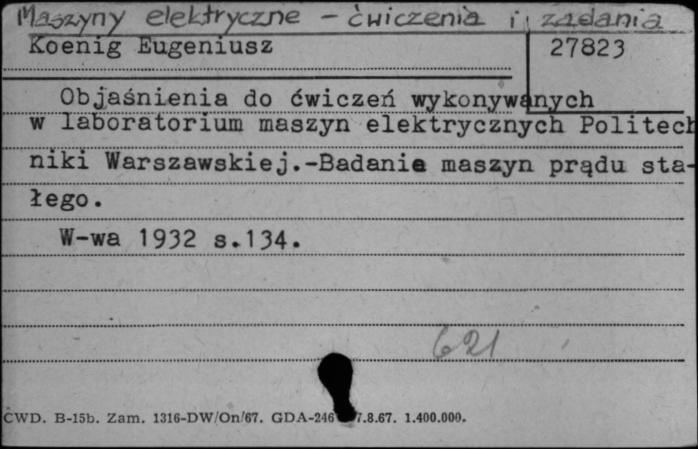 Maszyny elektryczne - ćwiczenia i zadania
Koenig Eugeniusz
27823
Objaśnienia do ćwiczeń wykonywanych
w laboratorium maszyn elektrycznych Politech
niki Warszawskiej.-Badanie maszyn prądu sta-
łego.
W-wa 1932 s.134.
621
CWD. B-15b. Zam. 1316-DW/On/67. GDA-246 7.8.67. 1.400.000.